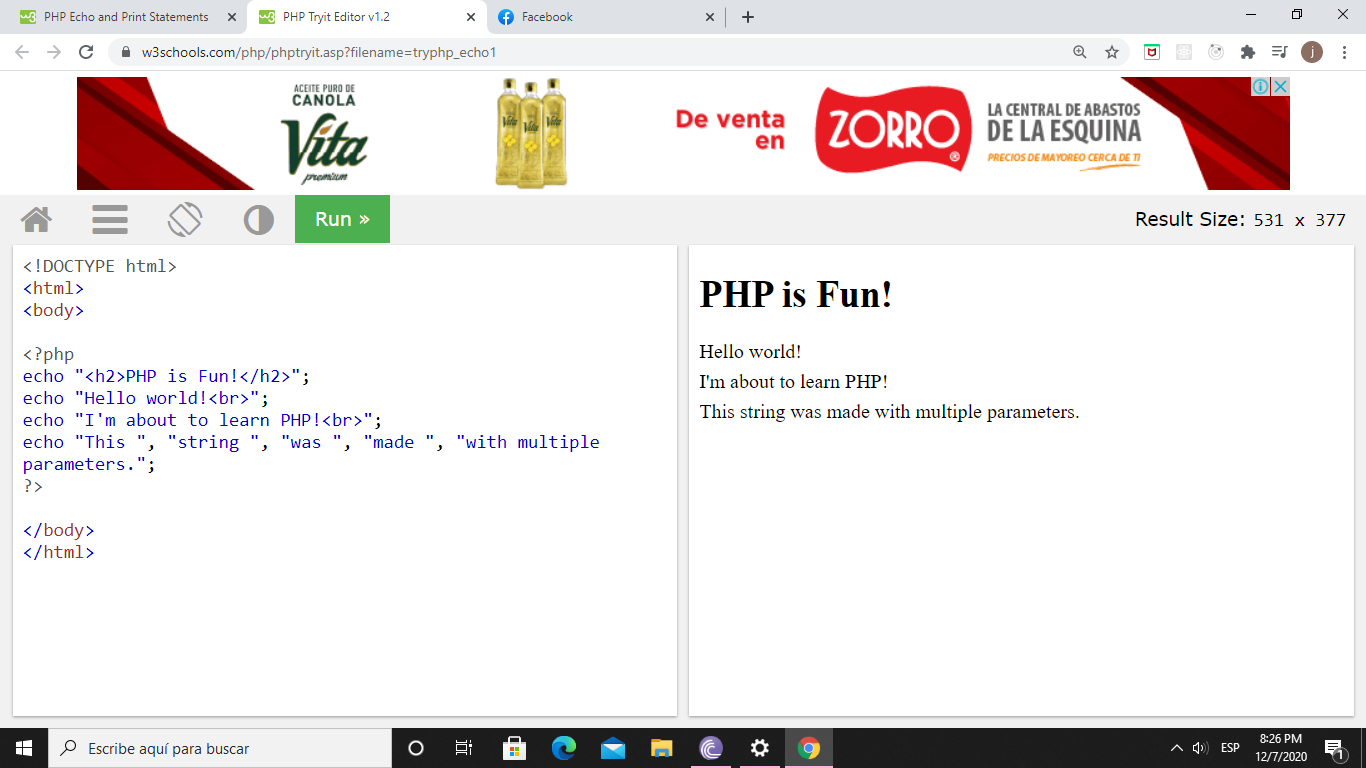 PHP Echo and Print Statements
PHP Tryit Editor v1.2
Facebook
w3schools.com/php/phptryit.asp?filename=tryphp_echo1
j
ACEITE PURO DE
CANOLA
Vita
premium
Vita
Vita
Vita
De venta
en
ZORRO
®
LA CENTRAL DE ABASTOS
DE LA ESQUINA
PRECIOS DE MAYOREO CERCA DE TI
Run »
Result Size: 531 x 377
<!DOCTYPE html>
<html>
<body>
<?php
echo "<h2>PHP is Fun!</h2>";
echo "Hello world!<br>";
echo "I'm about to learn PHP!<br>";
echo "This ", "string ", "was ", "made ", "with multiple
parameters.";
?>
</body>
</html>
PHP is Fun!
Hello world!
I'm about to learn PHP!
This string was made with multiple parameters.
Escribe aquí para buscar
ESP
8:26 PM
12/7/2020
1